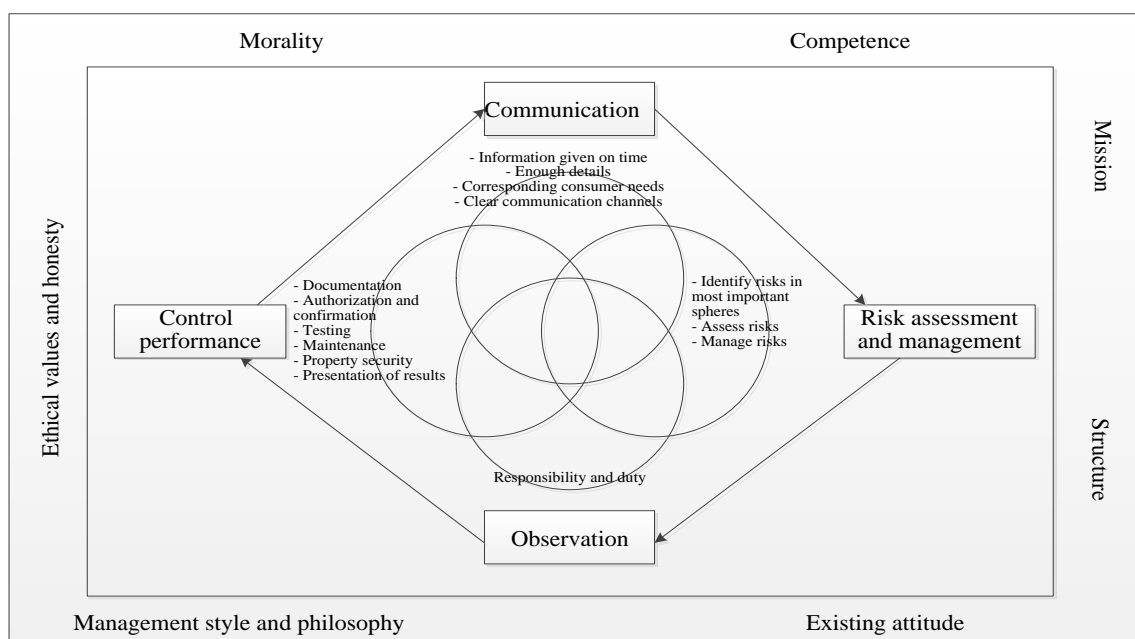 Morality
Competence
Communication
Mission
- Information given on time
- Enough details
- Corresponding consumer needs
- Clear communication channels
Ethical values and honesty
- Documentation
- Authorization and
confirmation
- Testing
- Maintenance
- Property security
- Presentation of results
- Identify risks in
most important
spheres
- Assess risks
- Manage risks
Control
performance
Risk assessment
and management
Structure
Responsibility and duty
Observation
Management style and philosophy
Existing attitude